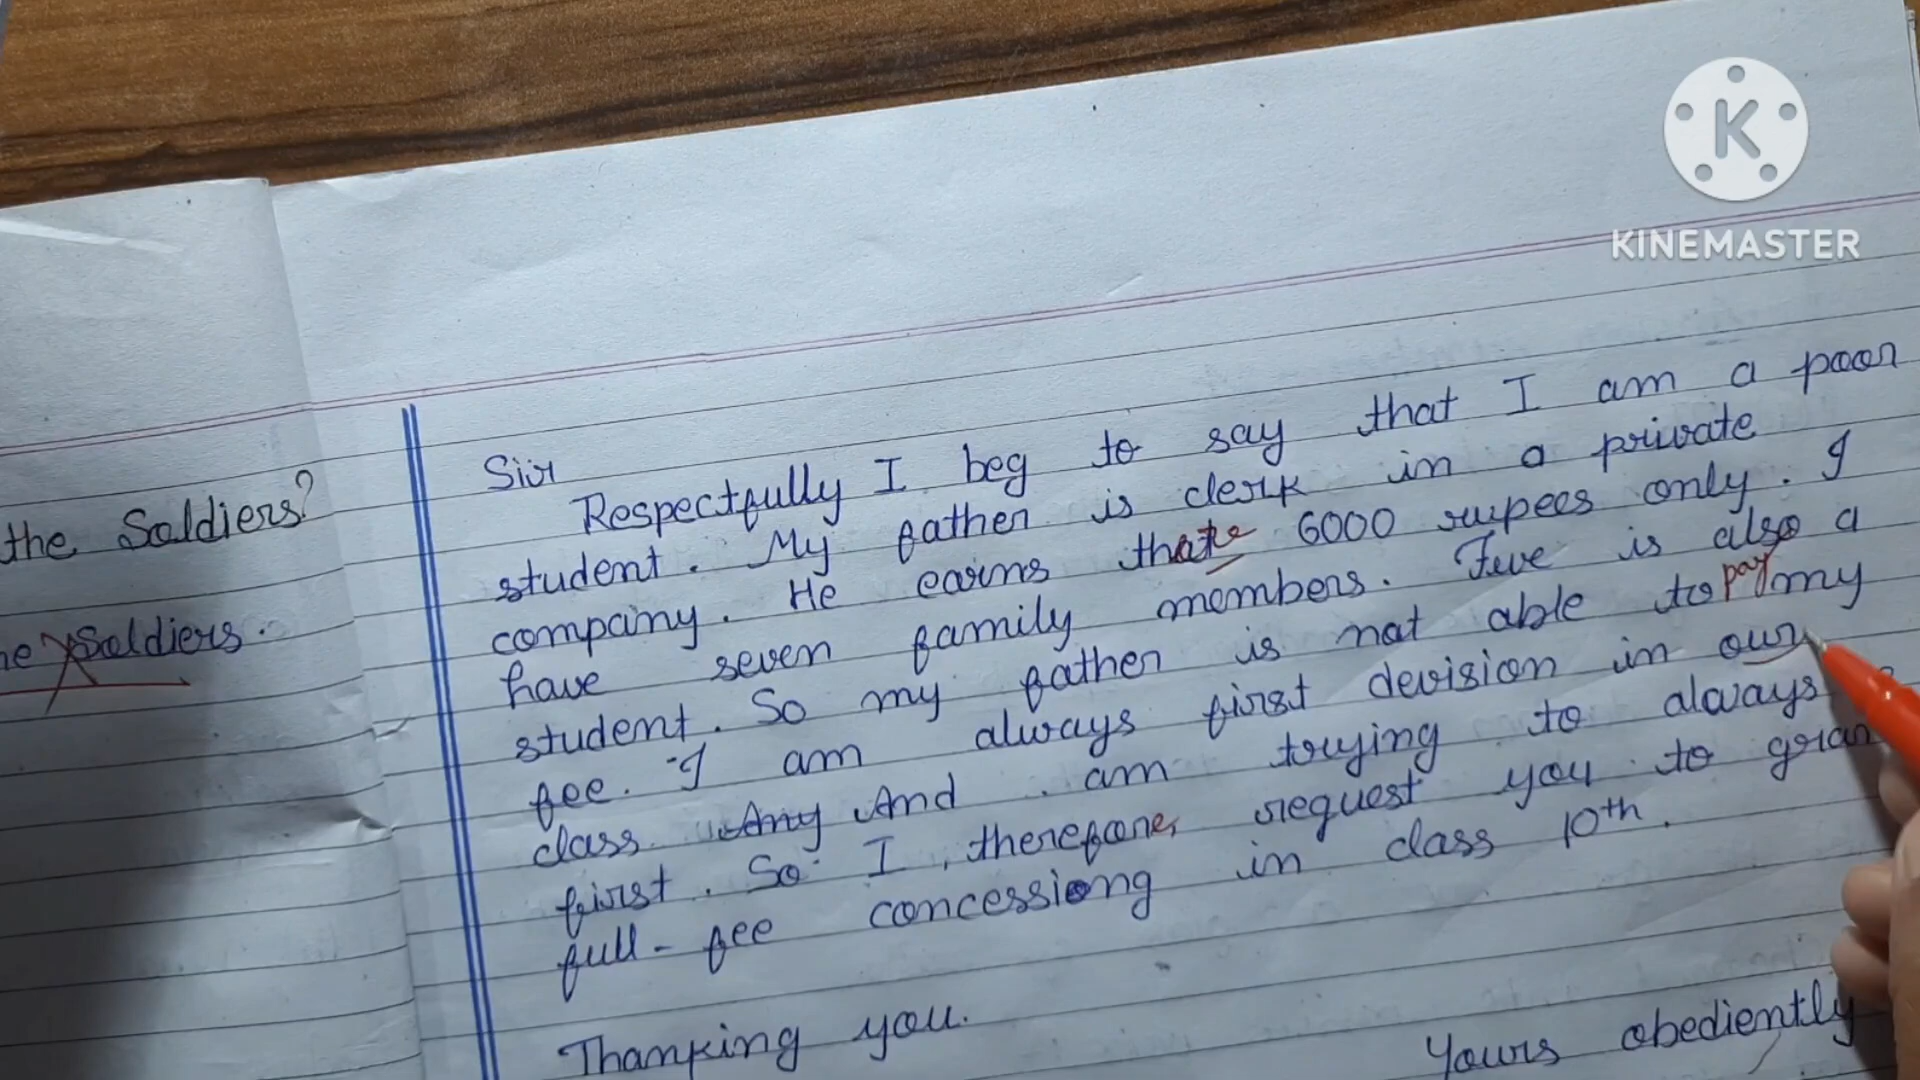 K
KINEMASTER
the Soldiers?
Soldiers.
Sir
Respectfully I beg to say that I am a poor
student. My father is clerk in a private
company. He earns 6000 rupees only. I
have seven family members. Five is also a
student. So my father is not able to pay my
fee. I am always first devision in our
class. And am trying to always
first. So I, therefore, request you to gran
full-fee concessiong in class 10th.
Thanking you.
Yours obediently